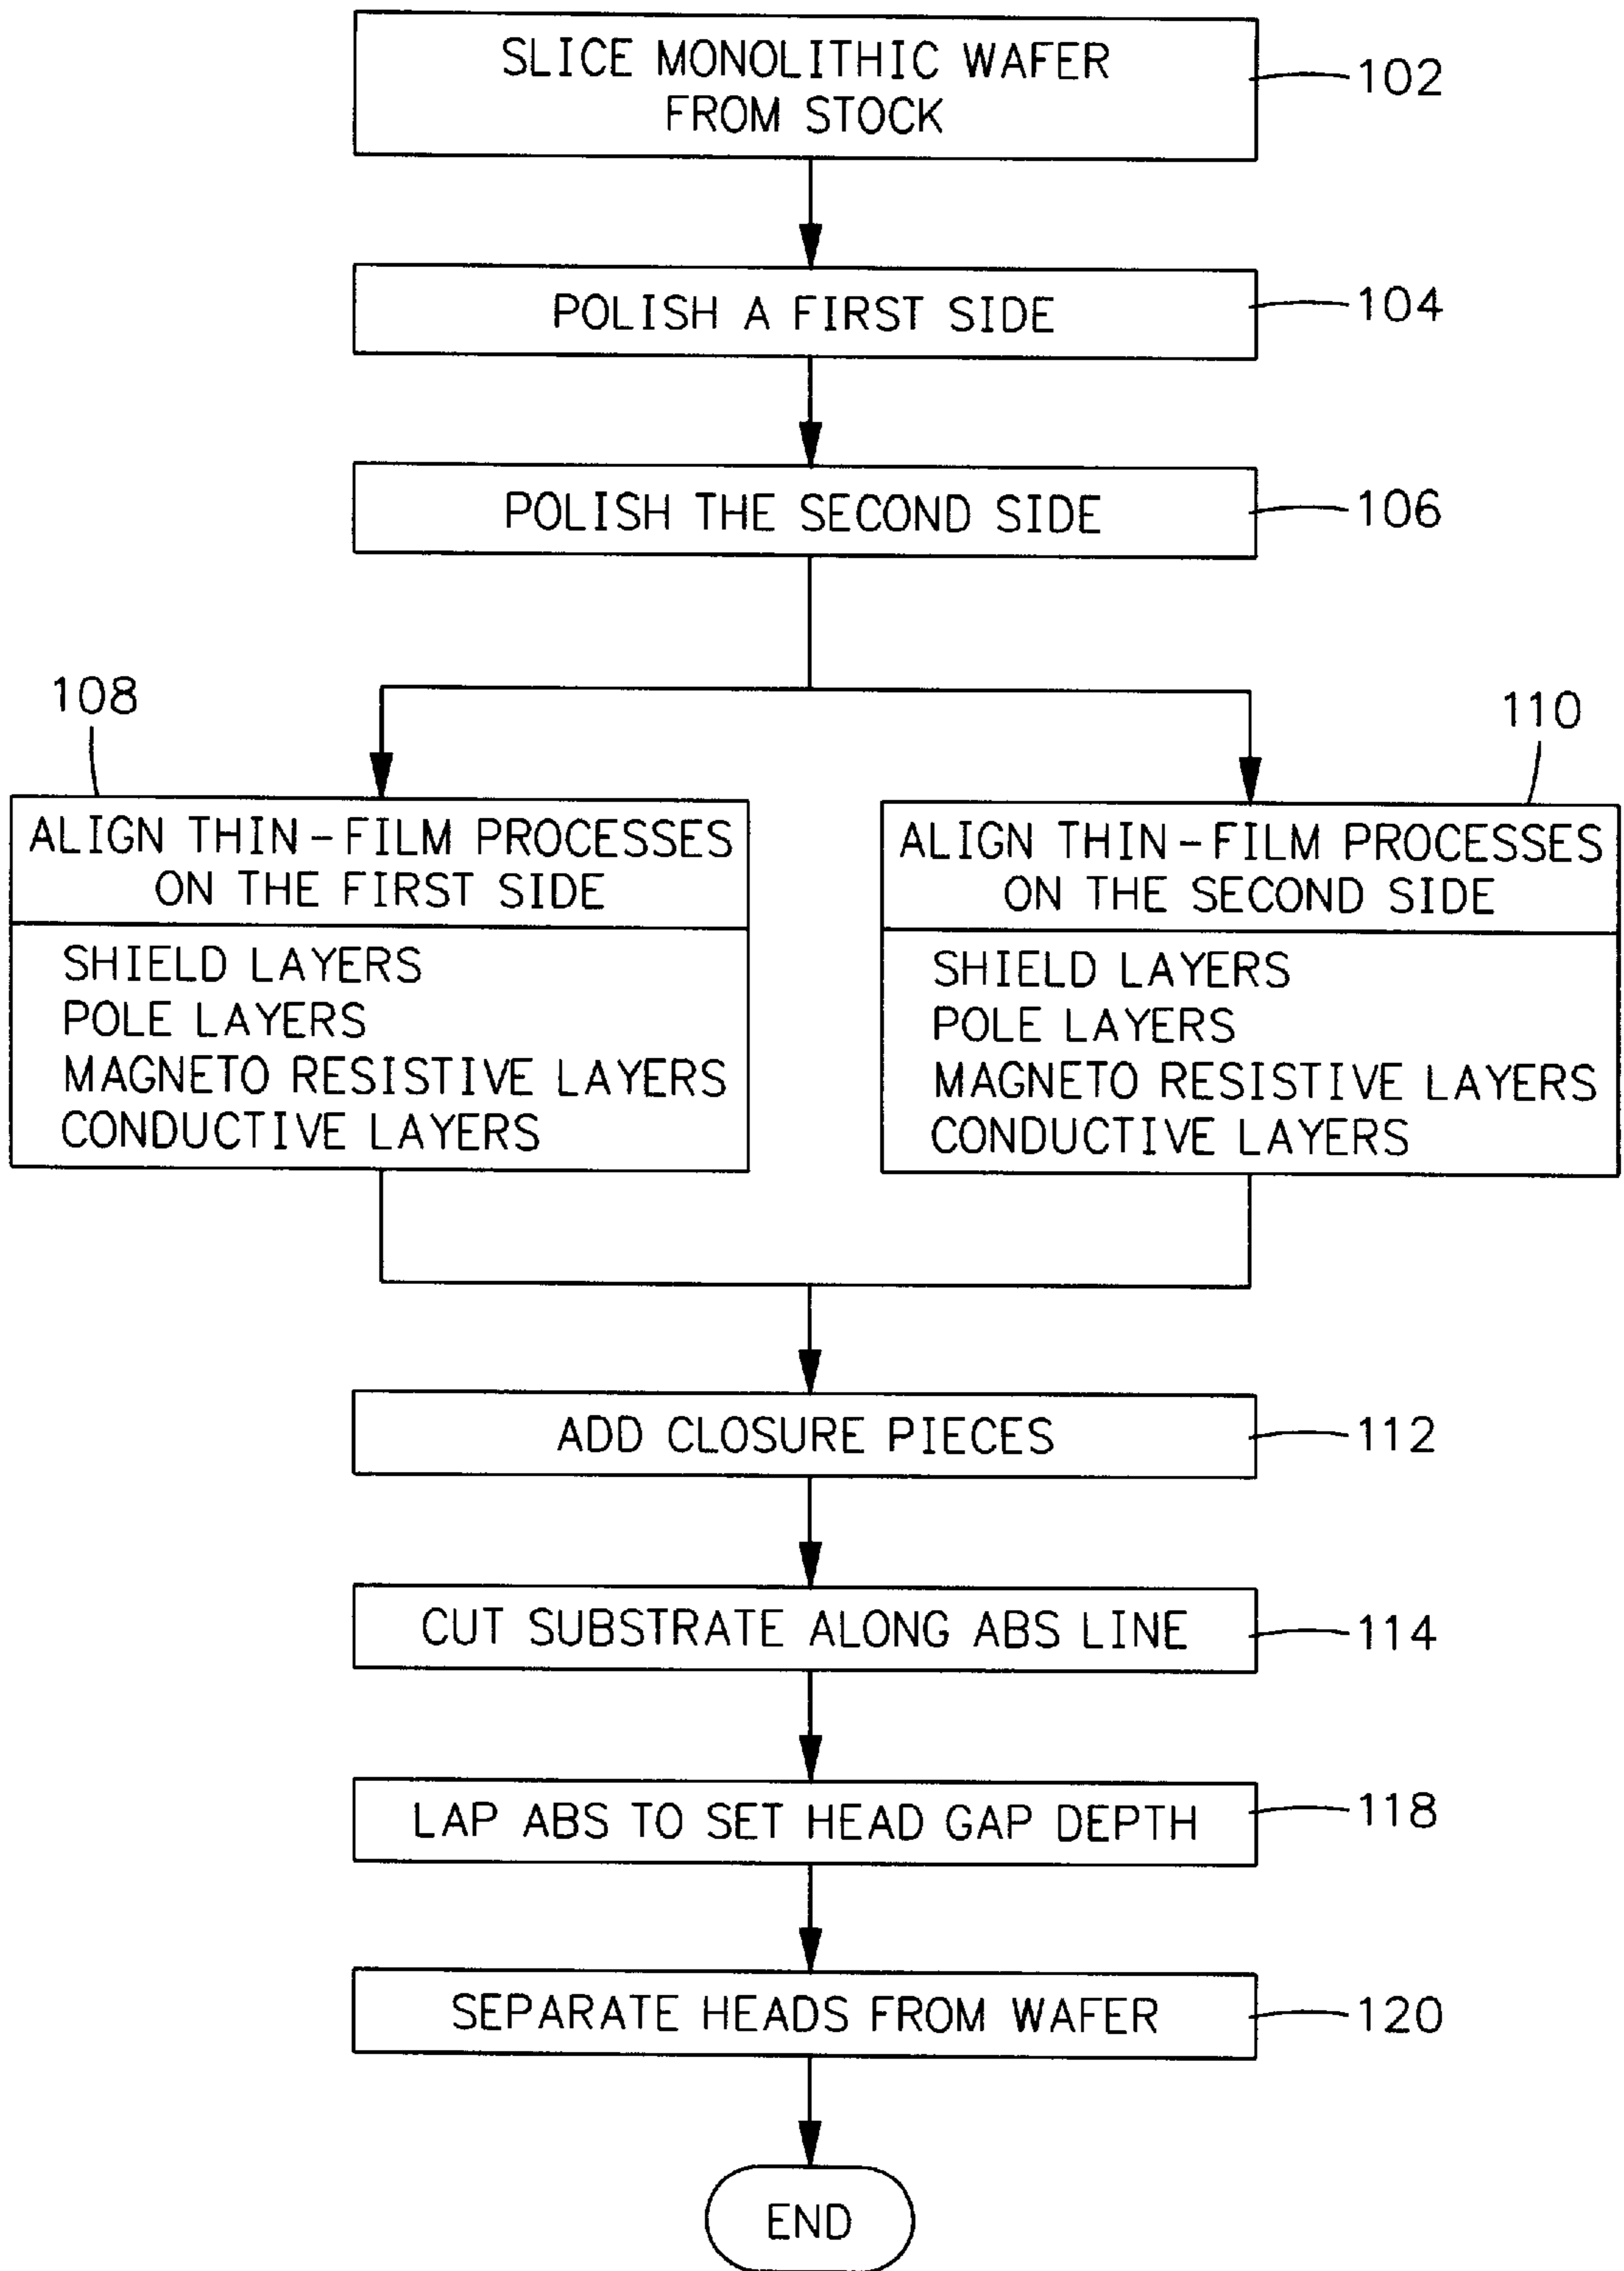 SLICE MONOLITHIC WAFER
FROM STOCK
102
POLISH A FIRST SIDE
104
POLISH THE SECOND SIDE
106
108
110
ALIGN THIN-FILM PROCESSES
ON THE FIRST SIDE
SHIELD LAYERS
POLE LAYERS
MAGNETO RESISTIVE LAYERS
CONDUCTIVE LAYERS
ALIGN THIN-FILM PROCESSES
ON THE SECOND SIDE
SHIELD LAYERS
POLE LAYERS
MAGNETO RESISTIVE LAYERS
CONDUCTIVE LAYERS
ADD CLOSURE PIECES
112
CUT SUBSTRATE ALONG ABS LINE
114
LAP ABS TO SET HEAD GAP DEPTH
118
SEPARATE HEADS FROM WAFER
120
END